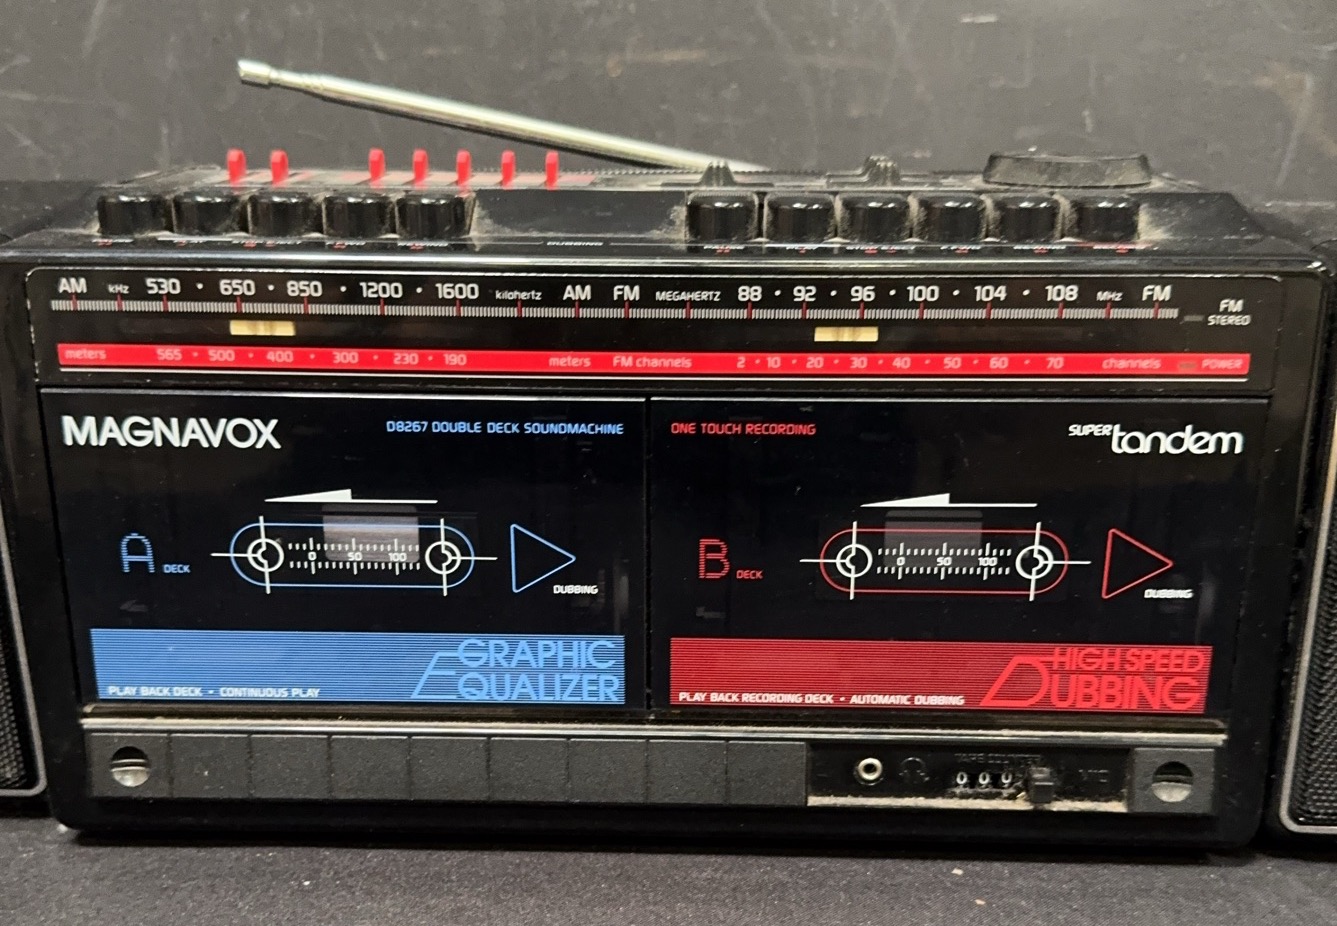 AM kHz 530 · 650 · 850 · 1200 · 1600 kilohertz AM FM MEGAHERTZ 88 · 92 · 96 · 100 · 104 · 108 MHz FM
FM
STEREO
meters 565 · 500 · 400 · 300 · 230 · 190 meters FM channels 2 · 10 · 20 · 30 · 40 · 50 · 60 · 70 channels POWER
MAGNAVOX
D8267 DOUBLE DECK SOUNDMACHINE
A DECK
0 50 100
DUBBING
GRAPHIC
EQUALIZER
PLAY BACK DECK • CONTINUOUS PLAY
ONE TOUCH RECORDING
SUPER tandem
B DECK
0 50 100
DUBBING
HIGH SPEED
DUBBING
PLAY BACK RECORDING DECK • AUTOMATIC DUBBING
TAPE COUNTER
000
MIC